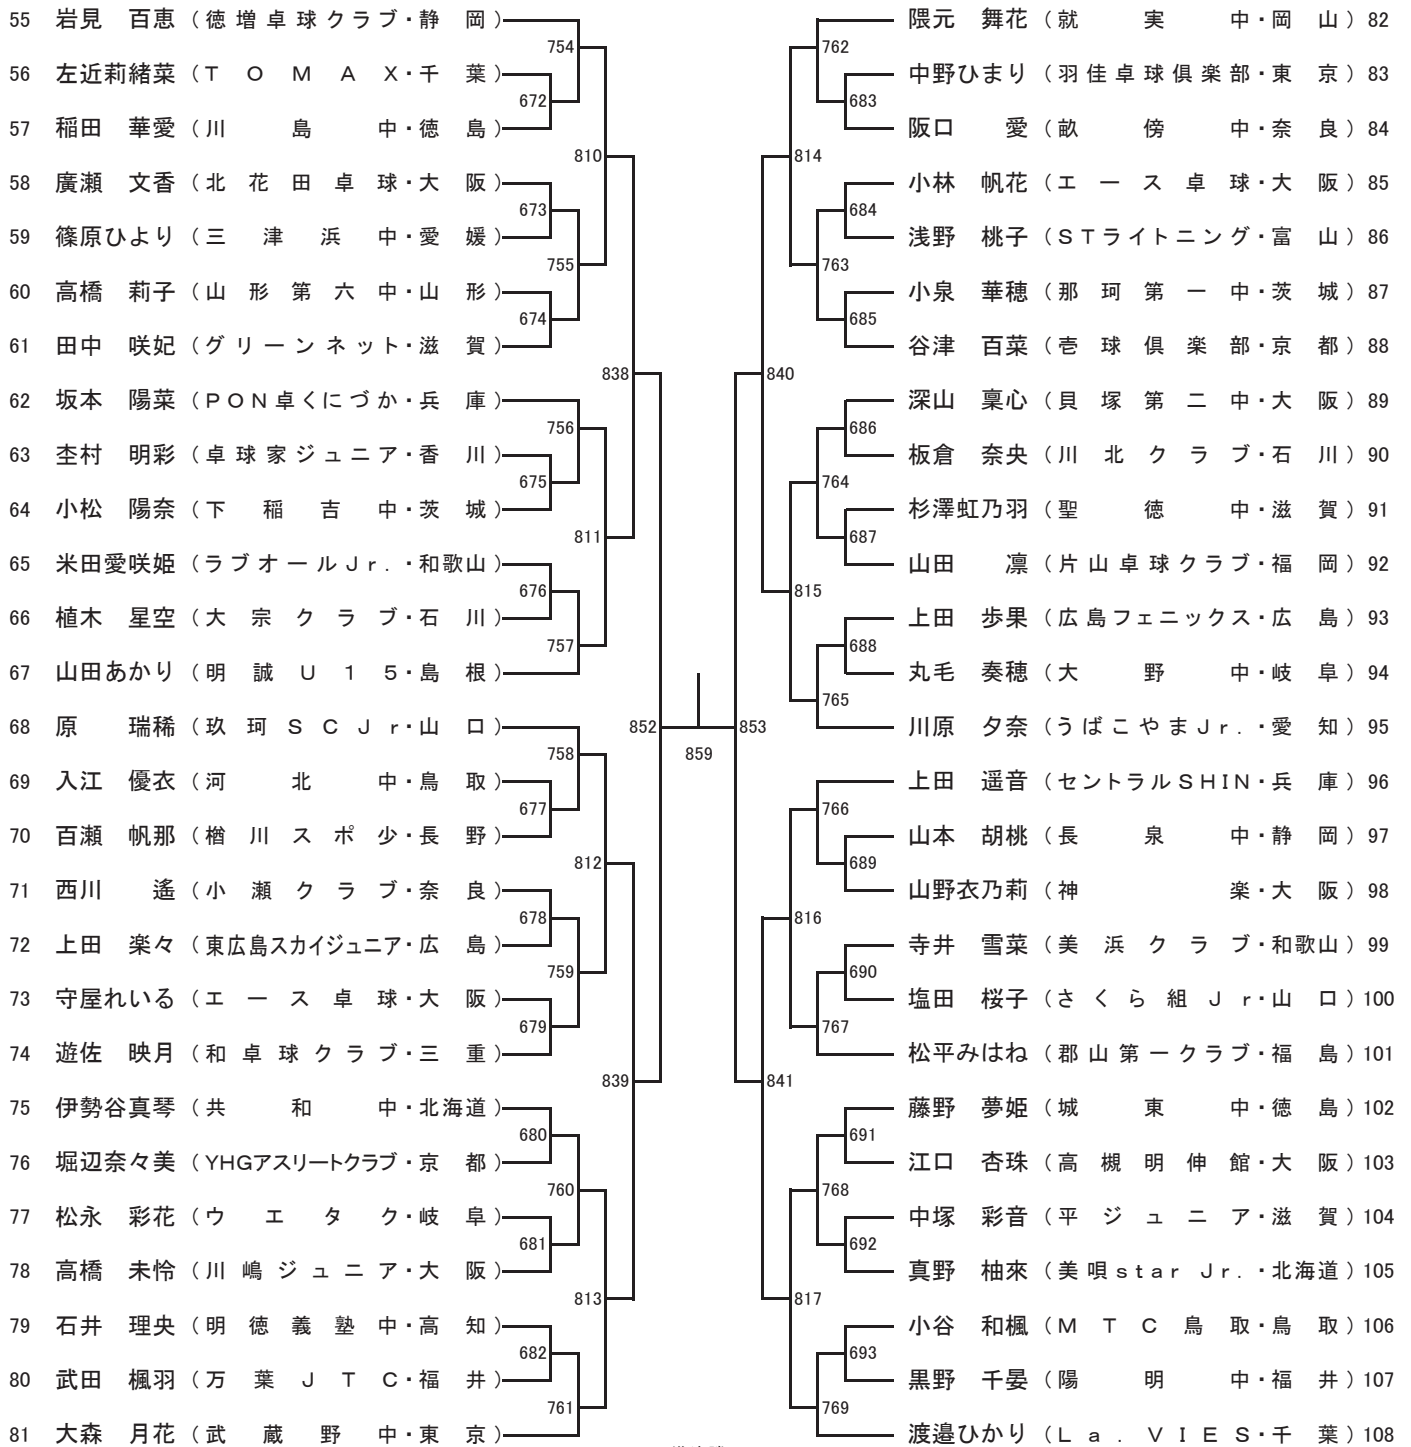 55 岩見 百恵 (徳増卓球クラブ・静岡)
754
56 左近莉緒菜 (TOMAX・千葉)
672
57 稲田 華愛 (川島中・徳島)
810
58 廣瀬 文香 (北花田卓球・大阪)
673
59 篠原ひより (三津浜中・愛媛)
755
60 高橋 莉子 (山形第六中・山形)
674
61 田中 咲妃 (グリーンネット・滋賀)
838
62 坂本 陽菜 (PON卓くにづか・兵庫)
756
63 杢村 明彩 (卓球家ジュニア・香川)
675
64 小松 陽奈 (下稲吉中・茨城)
811
65 米田愛咲姫 (ラブオールJr.・和歌山)
676
66 植木 星空 (大宗クラブ・石川)
757
67 山田あかり (明誠U15・島根)
68 原 瑞稀 (玖珂SCJr・山口)
852
758
69 入江 優衣 (河北中・鳥取)
677
70 百瀬 帆那 (楢川スポ少・長野)
812
71 西川 遙 (小瀬クラブ・奈良)
678
72 上田 楽々 (東広島スカイジュニア・広島)
759
73 守屋れいる (エース卓球・大阪)
679
74 遊佐 映月 (和卓球クラブ・三重)
839
75 伊勢谷真琴 (共和中・北海道)
680
76 堀辺奈々美 (YHGアスリートクラブ・京都)
760
77 松永 彩花 (ウエタク・岐阜)
681
78 高橋 未怜 (川嶋ジュニア・大阪)
813
79 石井 理央 (明徳義塾中・高知)
682
80 武田 楓羽 (万葉JTC・福井)
761
81 大森 月花 (武蔵野中・東京)
859
隈元 舞花 (就実中・岡山) 82
762
中野ひまり (羽佳卓球倶楽部・東京) 83
683
阪口 愛 (畝傍中・奈良) 84
814
小林 帆花 (エース卓球・大阪) 85
684
浅野 桃子 (STライトニング・富山) 86
763
小泉 華穂 (那珂第一中・茨城) 87
685
谷津 百菜 (壱球倶楽部・京都) 88
840
深山 稟心 (貝塚第二中・大阪) 89
686
板倉 奈央 (川北クラブ・石川) 90
764
杉澤虹乃羽 (聖徳中・滋賀) 91
687
山田 凛 (片山卓球クラブ・福岡) 92
815
上田 歩果 (広島フェニックス・広島) 93
688
丸毛 奏穂 (大野中・岐阜) 94
765
川原 夕奈 (うばこやまJr.・愛知) 95
853
上田 遥音 (セントラルSHIN・兵庫) 96
766
山本 胡桃 (長泉中・静岡) 97
689
山野衣乃莉 (神楽・大阪) 98
816
寺井 雪菜 (美浜クラブ・和歌山) 99
690
塩田 桜子 (さくら組Jr・山口) 100
767
松平みはね (郡山第一クラブ・福島) 101
841
藤野 夢姫 (城東中・徳島) 102
691
江口 杏珠 (高槻明伸館・大阪) 103
768
中塚 彩音 (平ジュニア・滋賀) 104
692
真野 柚來 (美唄star Jr.・北海道) 105
817
小谷 和楓 (MTC鳥取・鳥取) 106
693
黒野 千晏 (陽明中・福井) 107
769
渡邉ひかり (La.VIES・千葉) 108